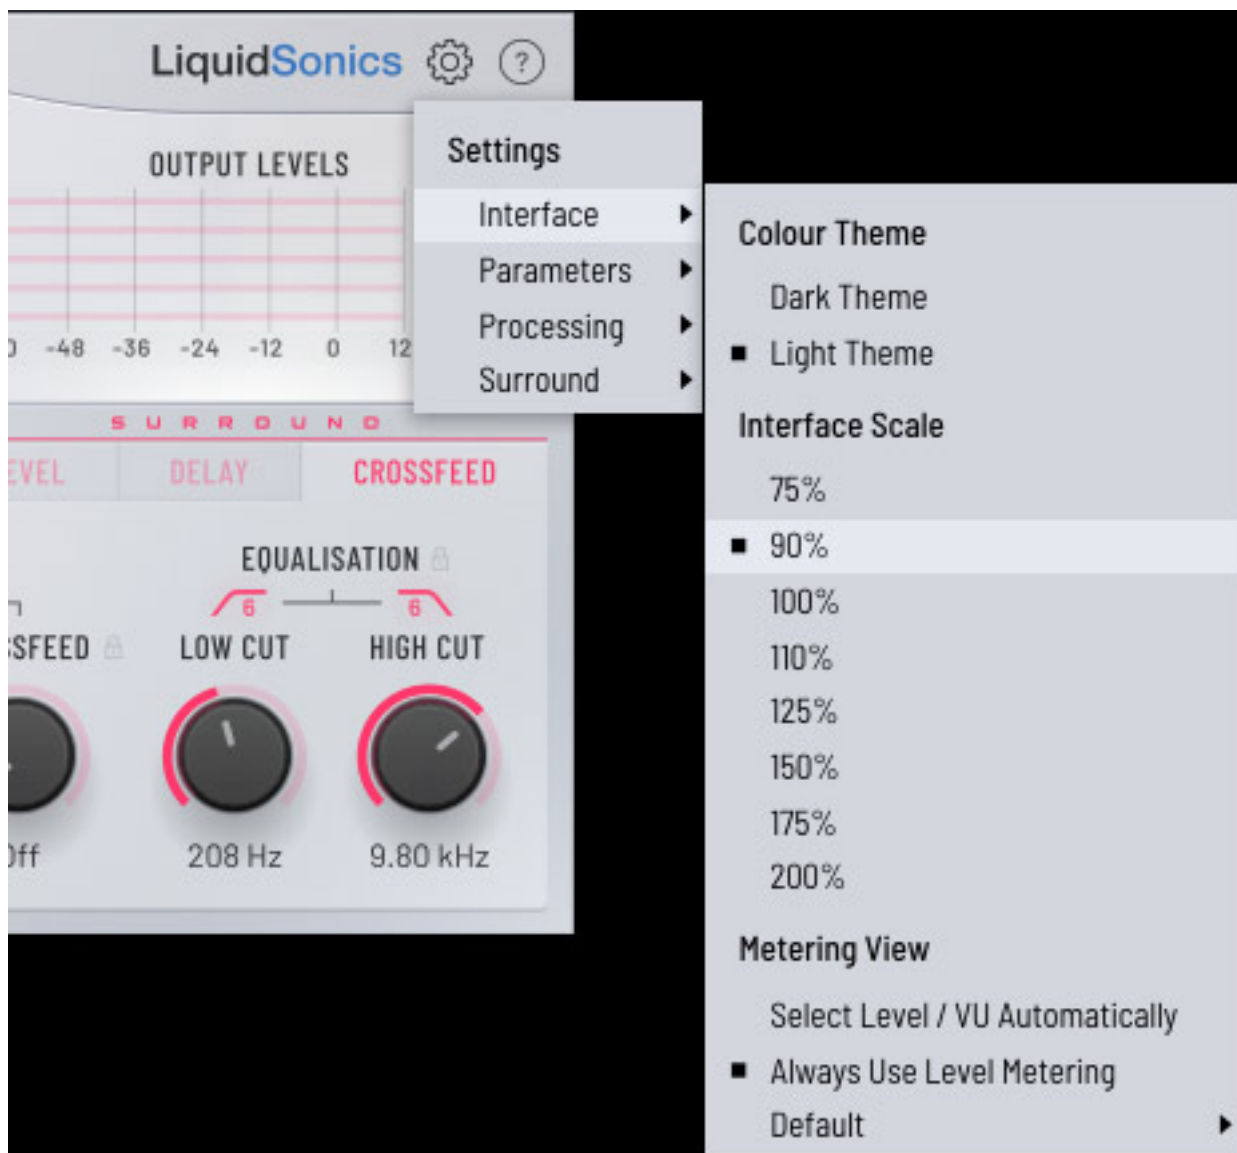 LiquidSonics ?
OUTPUT LEVELS
-48 -36 -24 -12 0 12
SURROUND
DELAY CROSSFEED
EQUALISATION
6 6
LOW CUT HIGH CUT
208 Hz 9.80 kHz
Settings
Interface
Parameters
Processing
Surround
Colour Theme
Dark Theme
Light Theme
Interface Scale
75%
90%
100%
110%
125%
150%
175%
200%
Metering View
Select Level / VU Automatically
Always Use Level Metering
Default